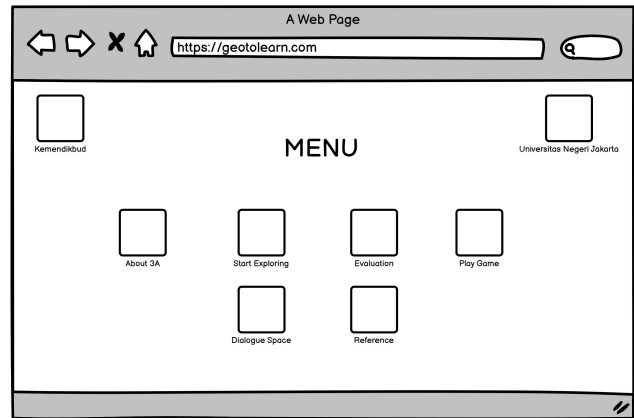 A Web Page
https://geotolearn.com
Kemendikbud
MENU
Universitas Negeri Jakarta
About 3A
Start Exploring
Evaluation
Play Game
Dialogue Space
Reference